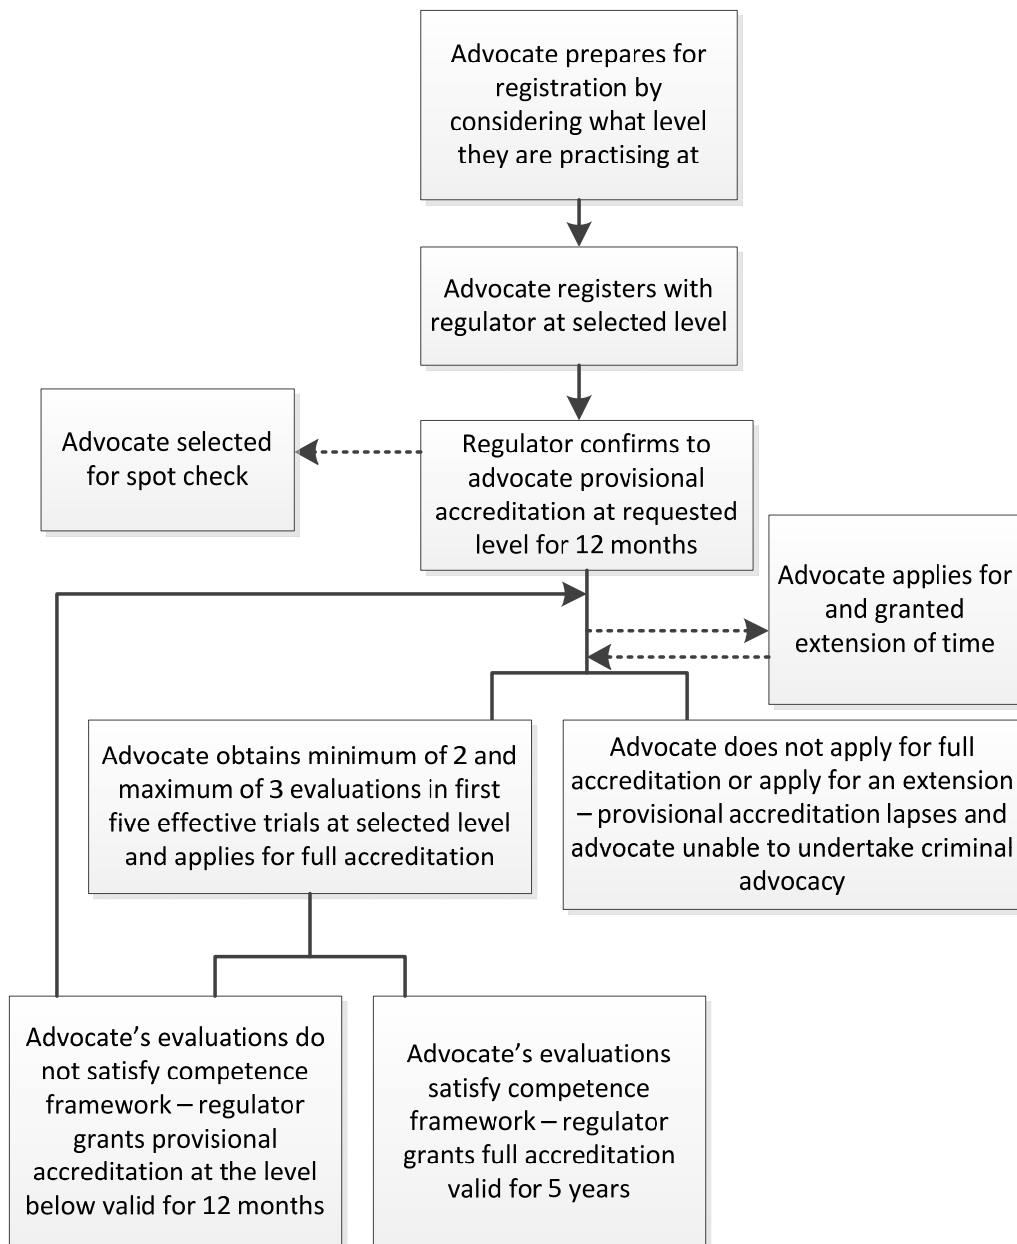 Advocate prepares for
registration by
considering what level
they are practising at
Advocate registers with
regulator at selected level
Advocate selected
for spot check
Regulator confirms to
advocate provisional
accreditation at requested
level for 12 months
Advocate applies for
and granted
extension of time
Advocate obtains minimum of 2 and
maximum of 3 evaluations in first
five effective trials at selected level
and applies for full accreditation
Advocate does not apply for full
accreditation or apply for an extension
– provisional accreditation lapses and
advocate unable to undertake criminal
advocacy
Advocate’s evaluations do
not satisfy competence
framework – regulator
grants provisional
accreditation at the level
below valid for 12 months
Advocate’s evaluations
satisfy competence
framework – regulator
grants full accreditation
valid for 5 years